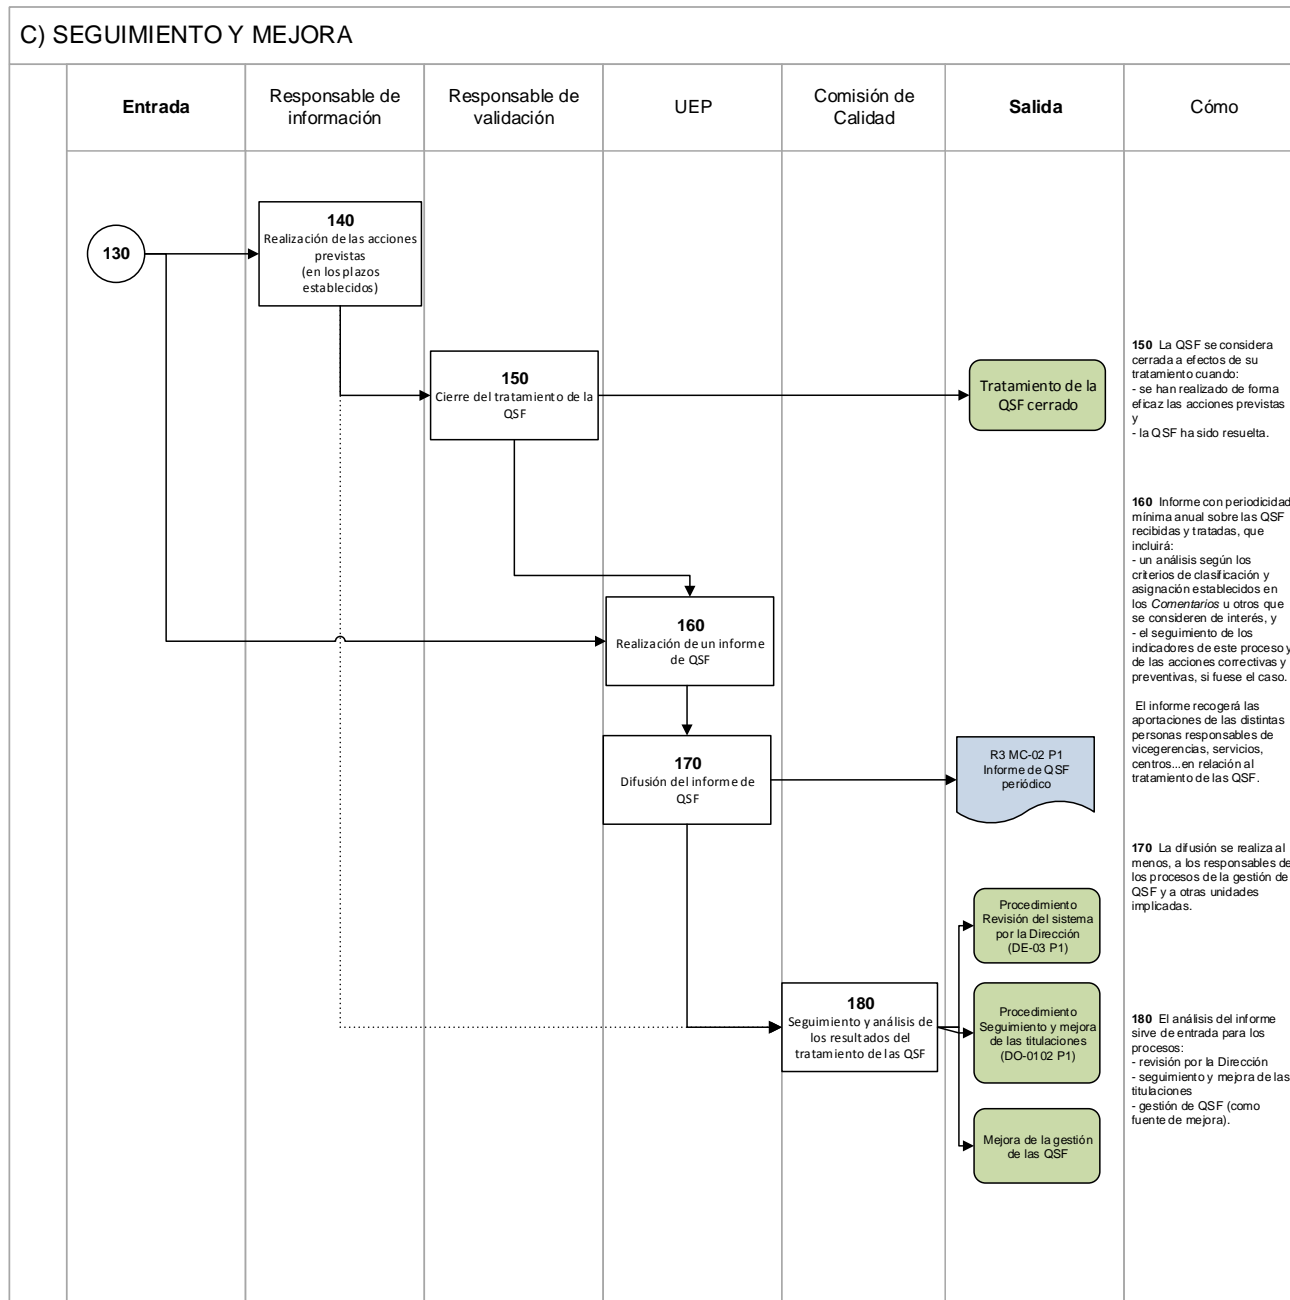 C) SEGUIMIENTO Y MEJORA
Entrada
Responsable de
información
Responsable de
validación
UEP
Comisión de
Calidad
Salida
Cómo
130
140
Realización de las acciones
previstas
(en los plazos
establecidos)
150
Cierre del tratamiento de la
QSF
Tratamiento de la
QSF cerrado
150 La QSF se considera
cerrada a efectos de su
tratamiento cuando:
- se han realizado de forma
eficaz las acciones previstas
y
- la QSF ha sido resuelta.
160
Realización de un informe
de QSF
160 Informe con periodicidad
mínima anual sobre las QSF
recibidas y tratadas, que
incluirá:
- un análisis según los
criterios de clasificación y
asignación establecidos en
los Comentarios u otros que
se consideren de interés, y
- el seguimiento de los
indicadores de este proceso y
de las acciones correctivas y
preventivas, si fuese el caso.
El informe recogerá las
aportaciones de las distintas
personas responsables de
vicegerencias, servicios,
centros...en relación al
tratamiento de las QSF.
170
Difusión del informe de
QSF
R3 MC-02 P1
Informe de QSF
periódico
170 La difusión se realiza al
menos, a los responsables de
los procesos de la gestión de
QSF y a otras unidades
implicadas.
Procedimiento
Revisión del sistema
por la Dirección
(DE-03 P1)
180
Seguimiento y análisis de
los resultados del
tratamiento de las QSF
Procedimiento
Seguimiento y mejora
de las titulaciones
(DO-0102 P1)
180 El análisis del informe
sirve de entrada para los
procesos:
- revisión por la Dirección
- seguimiento y mejora de las
titulaciones
- gestión de QSF (como
fuente de mejora).
Mejora de la gestión
de las QSF